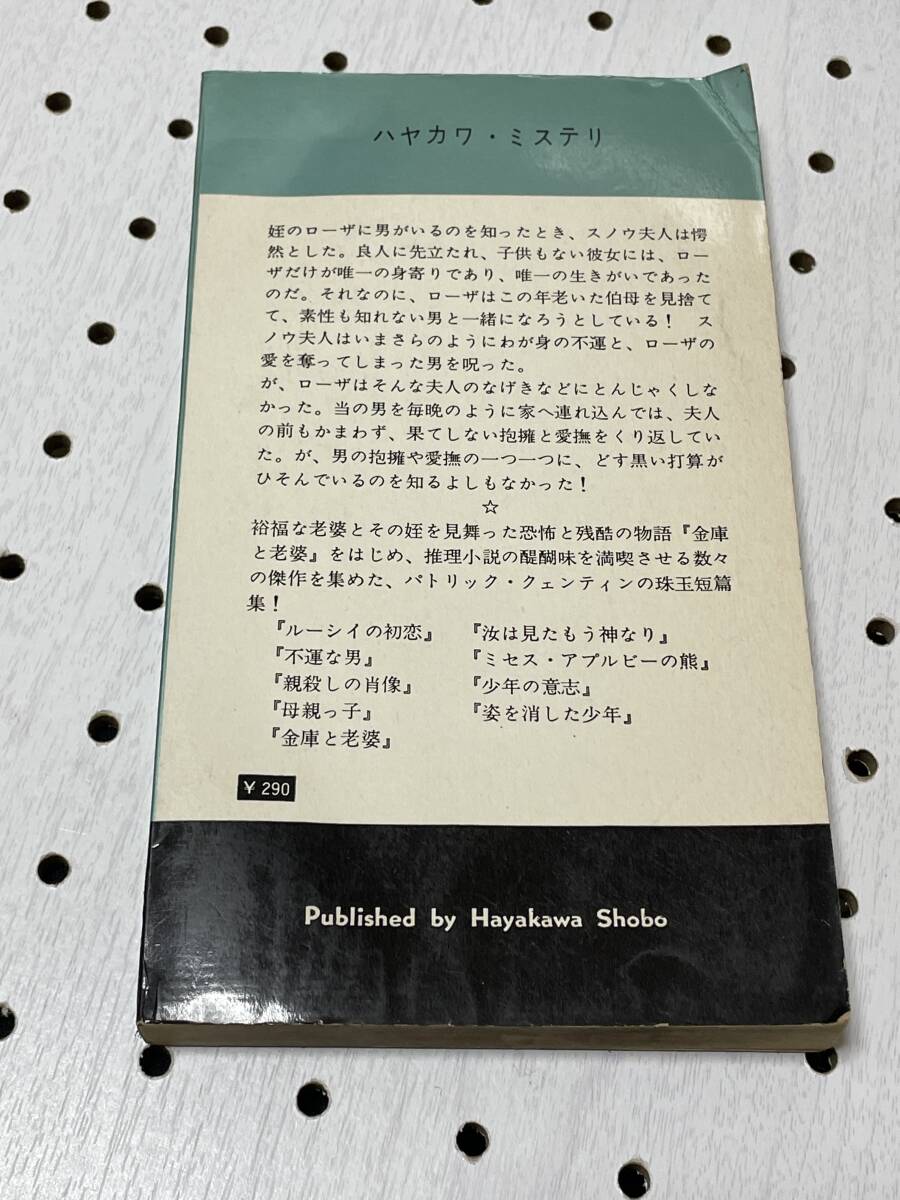 ハヤカワ・ミステリ
姪のローザに男がいるのを知ったとき、スノウ夫人は愕
然とした。良人に先立たれ、子供もない彼女には、ロー
ザだけが唯一の身寄りであり、唯一の生きがいであった
のだ。それなのに、ローザはこの年老いた伯母を見捨て
て、素性も知れない男と一緒になろうとしている！　ス
ノウ夫人はいまさらのようにわが身の不運と、ローザの
愛を奪ってしまった男を呪った。
が、ローザはそんな夫人のなげきなどにとんじゃくしな
かった。当の男を毎晩のように家へ連れ込んでは、夫人
の前もかまわず、果てしない抱擁と愛撫をくり返してい
た。が、男の抱擁や愛撫の一つ一つに、どす黒い打算が
ひそんでいるのを知るよしもなかった！
☆
裕福な老婆とその姪を見舞った恐怖と残酷の物語『金庫
と老婆』をはじめ、推理小説の醍醐味を満喫させる数々
の傑作を集めた、パトリック・クェンティンの珠玉短篇
集！
『ルーシイの初恋』　『汝は見たもう神なり』
『不運な男』　『ミセス・アプルビーの熊』
『親殺しの肖像』　『少年の意志』
『母親っ子』　『姿を消した少年』
『金庫と老婆』
￥290
Published by Hayakawa Shobo